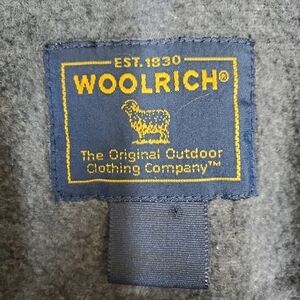 EST. 1830
WOOLRICH®
The Original Outdoor
Clothing Company™